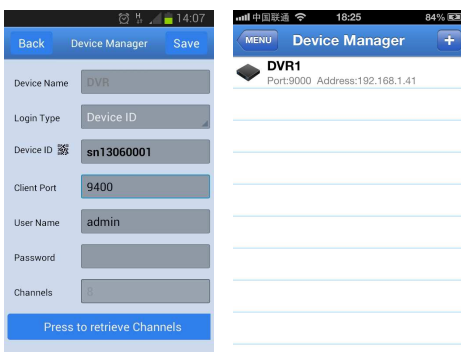 14:07
Back Device Manager Save
Device Name DVR
Login Type Device ID
Device ID sn13060001
Client Port 9400
User Name admin
Password
Channels 8
Press to retrieve Channels
中国联通 18:25 84%
MENU Device Manager +
DVR1
Port:9000 Address:192.168.1.41